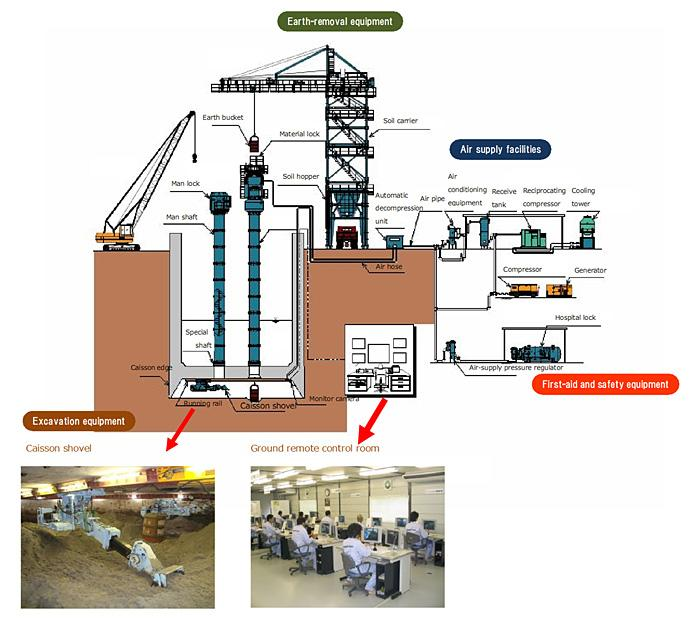 Earth-removal equipment
Earth bucket
Material lock
Soil carrier
Air supply facilities
Man lock
Soil hopper
Automatic
decompression
unit
Air pipe
Air
conditioning
equipment
Receive
tank
Reciprocating
compressor
Cooling
tower
Man shaft
Air hose
Compressor
Generator
Special
shaft
Hospital lock
Caisson edge
Air-supply pressure regulator
First-aid and safety equipment
Running rail
Caisson shovel
Monitor camera
Excavation equipment
Caisson shovel
Ground remote control room